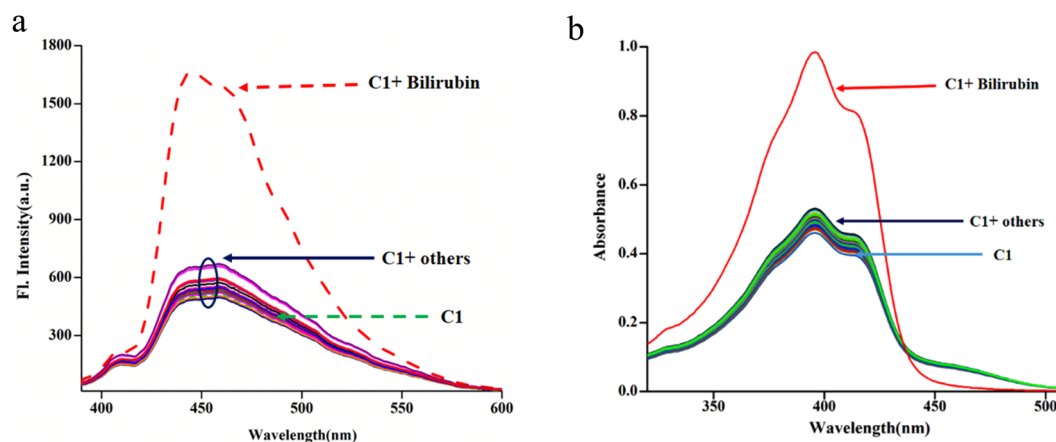 a
1800
1500
1200
900
600
300
Fl. Intensity(a.u.)
C1+ Bilirubin
C1+ others
C1
400
450
500
550
600
Wavelength(nm)
b
1.0
0.8
0.6
0.4
0.2
0.0
Absorbance
C1+ Bilirubin
C1+ others
C1
350
400
450
500
Wavelength(nm)